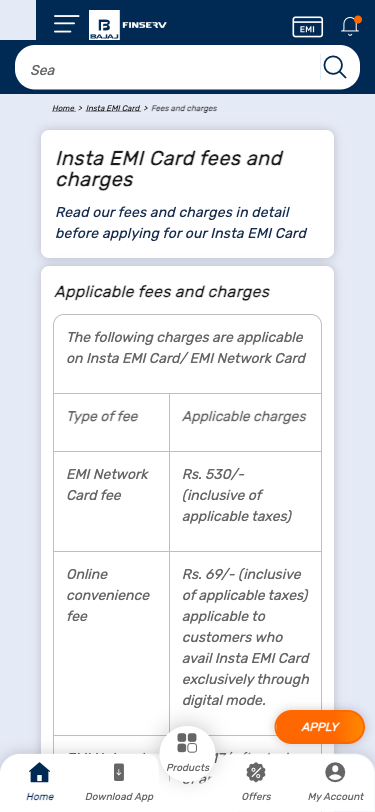 BAJAJ FINSERV
EMI
Sea
Home > Insta EMI Card > Fees and charges
Insta EMI Card fees and
charges
Read our fees and charges in detail
before applying for our Insta EMI Card
Applicable fees and charges
The following charges are applicable
on Insta EMI Card/ EMI Network Card
Type of fee
Applicable charges
EMI Network
Card fee
Rs. 530/-
(inclusive of
applicable taxes)
Online
convenience
fee
Rs. 69/- (inclusive
of applicable taxes)
applicable to
customers who
avail Insta EMI Card
exclusively through
digital mode.
APPLY
Home
Download App
Products
Offers
My Account